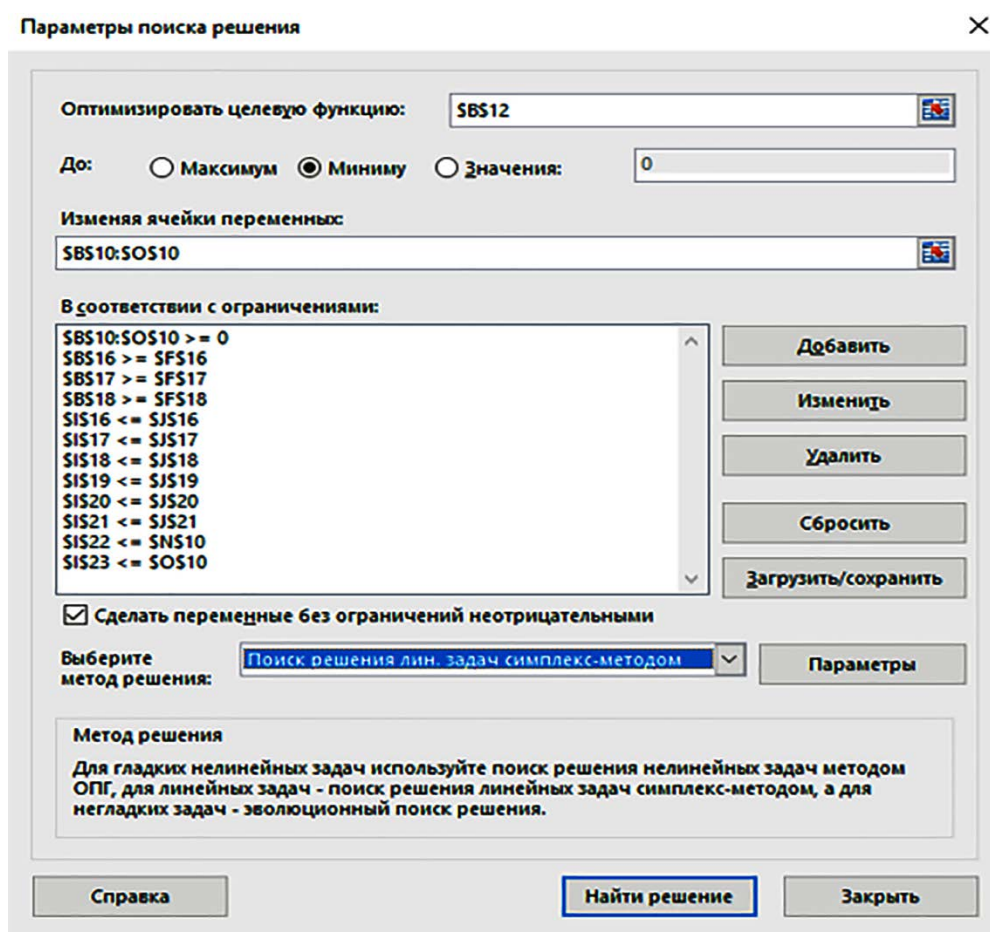 Параметры поиска решения
Оптимизировать целевую функцию: $B$12
До: Максимум Миниму Значения: 0
Изменяя ячейки переменных:
$B$10:$O$10
В соответствии с ограничениями:
$B$10:$O$10 >= 0
$B$16 >= $F$16
$B$17 >= $F$17
$B$18 >= $F$18
$I$16 <= $J$16
$I$17 <= $J$17
$I$18 <= $J$18
$I$19 <= $J$19
$I$20 <= $J$20
$I$21 <= $J$21
$I$22 <= $N$10
$I$23 <= $O$10
Добавить
Изменить
Удалить
Сбросить
Загрузить/сохранить
Сделать переменные без ограничений неотрицательными
Выберите
метод решения:
Поиск решения лин. задач симплекс-методом
Параметры
Метод решения
Для гладких нелинейных задач используйте поиск решения нелинейных задач методом
ОПГ, для линейных задач - поиск решения линейных задач симплекс-методом, а для
негладких задач - эволюционный поиск решения.
Справка
Найти решение
Закрыть